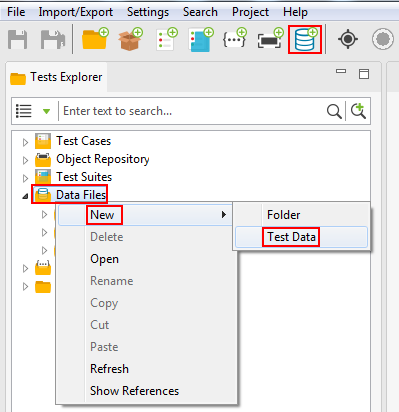 File Import/Export Settings Search Project Help
Tests Explorer
Enter text to search...
Test Cases
Object Repository
Test Suites
Data Files
New
Folder
Delete
Test Data
Open
Rename
Copy
Cut
Paste
Refresh
Show References